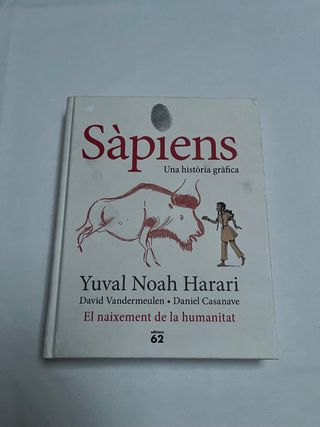 Sàpiens
Una història gràfica
Yuval Noah Harari
David Vandermeulen • Daniel Casanave
El naixement de la humanitat
edicions
62